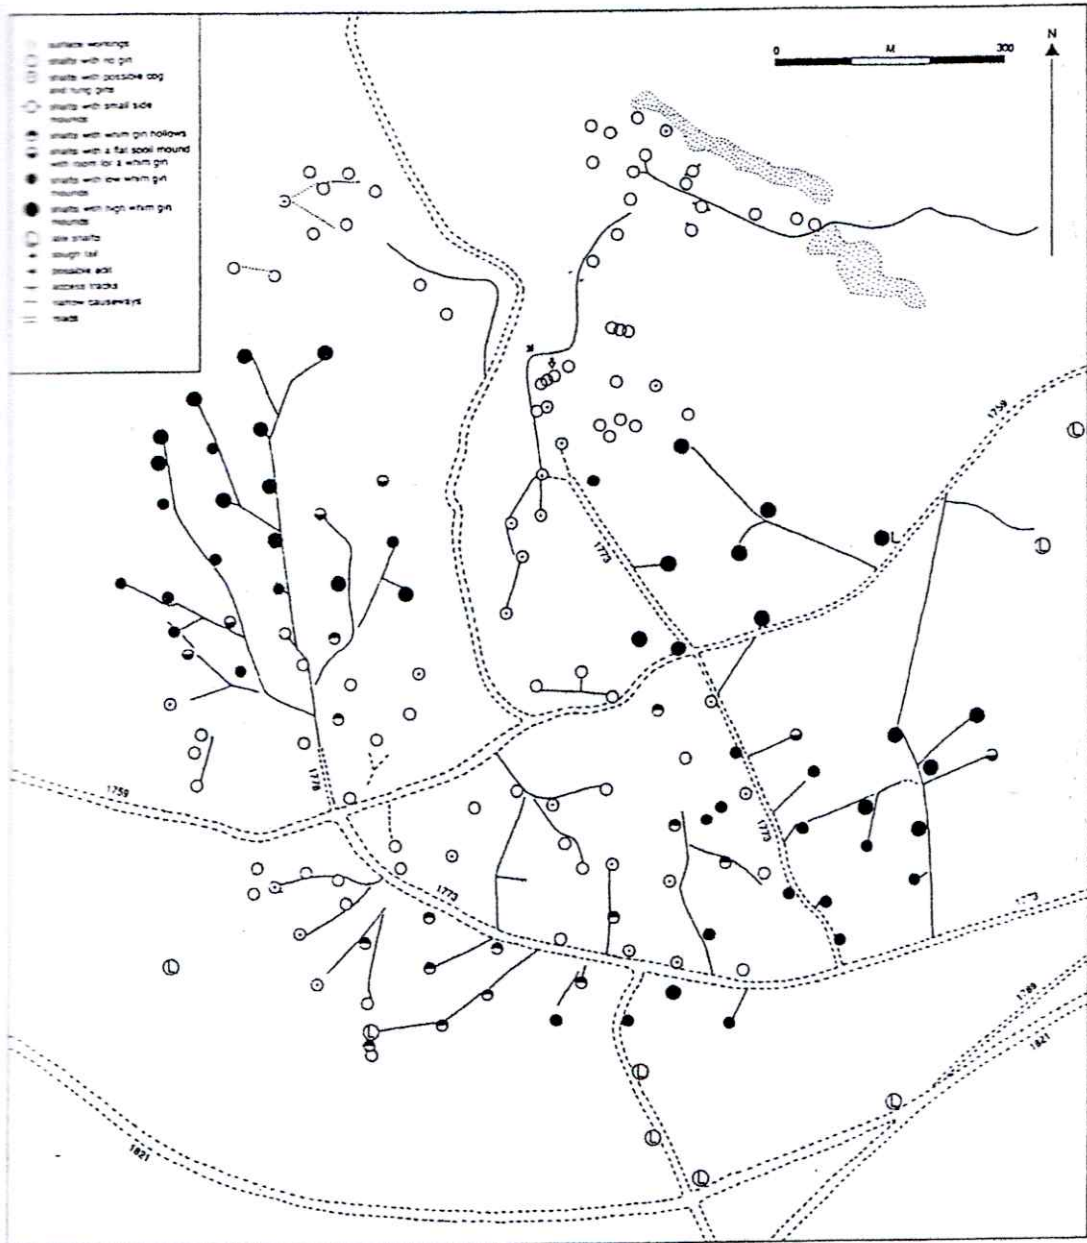 surface workings
shafts with no gin
shafts with possible cog
and rung gins
shafts with small side
mounds
shafts with whim gin hollows
shafts with a flat spoil mound
with room for a whim gin
shafts with low whim gin
mounds
shafts with high whim gin
mounds
late shafts
sough tail
possible adit
access tracks
narrow causeways
roads
0 M 300
N
1759
L
L
1773
L
1778
1759
1773
1773
1773
L
L
1789
1821
L
L
1821
L
L